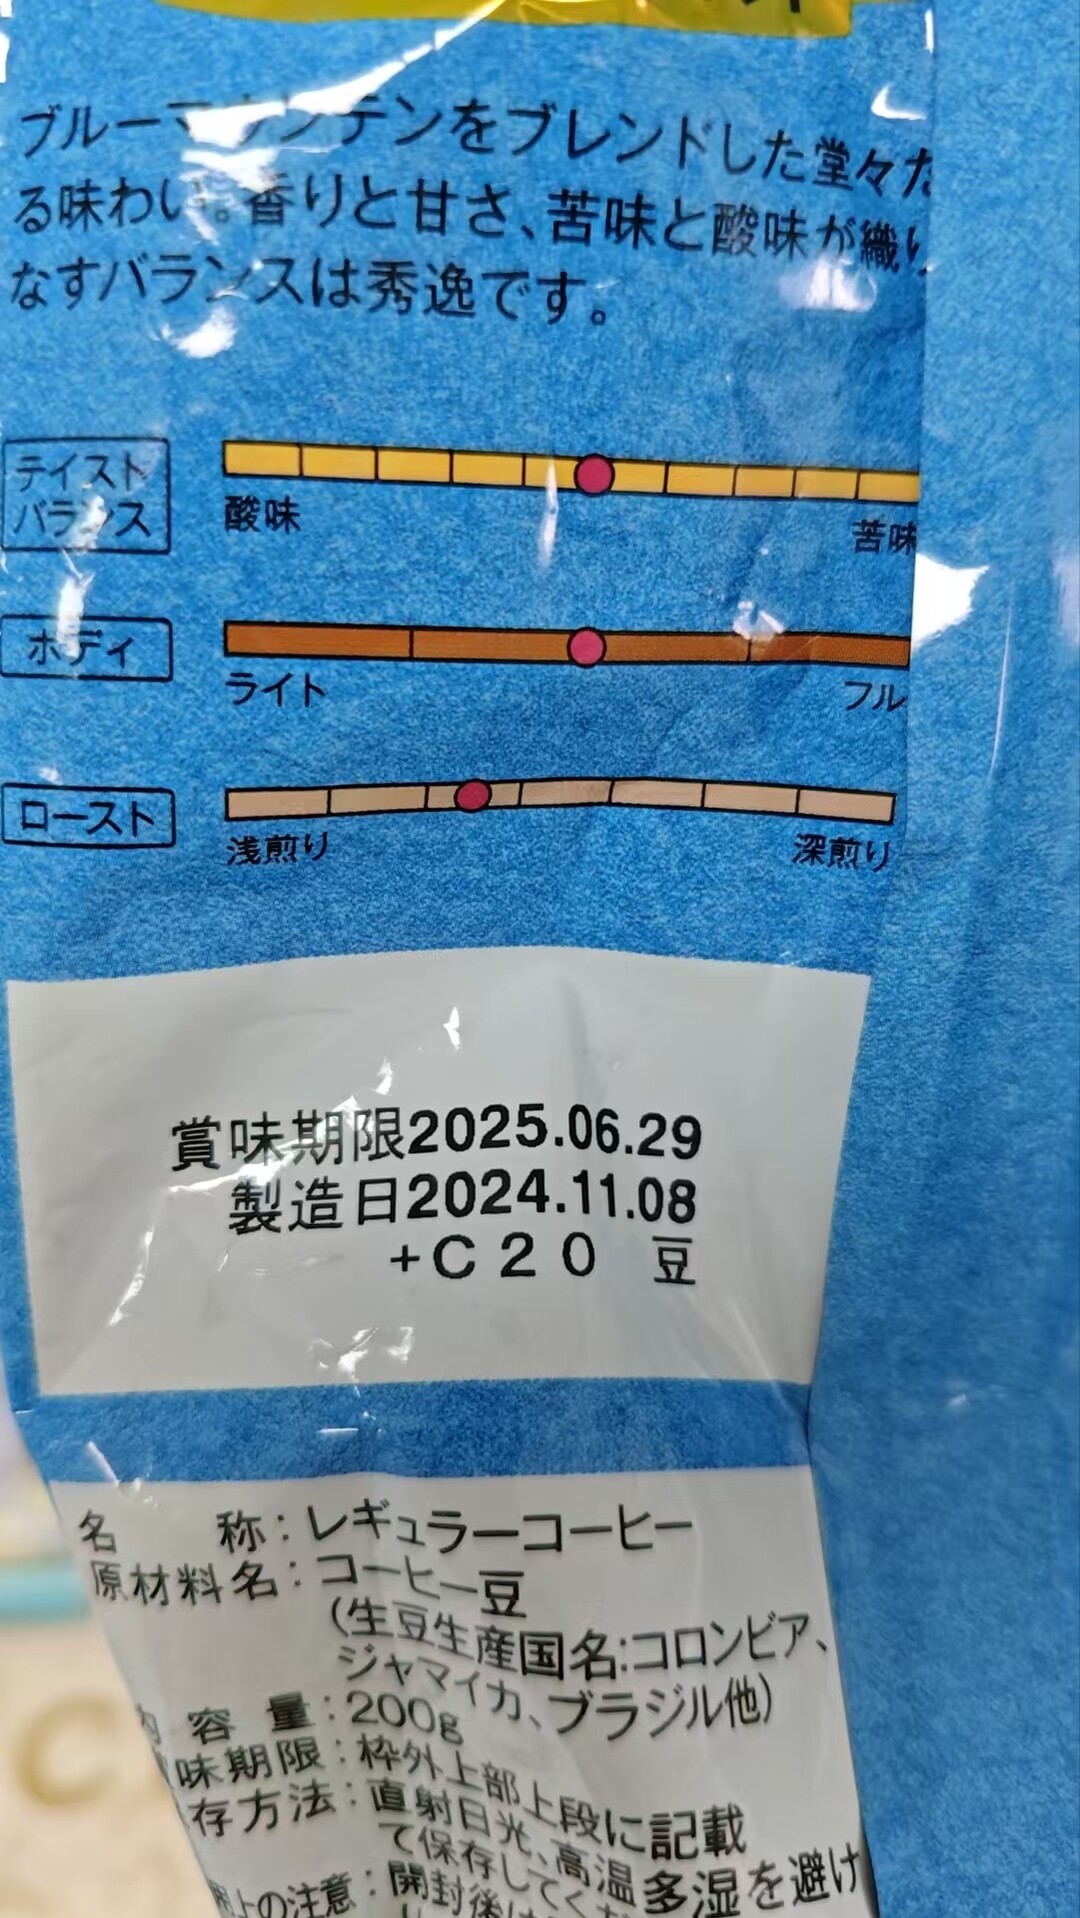 ブルーマウンテンをブレンドした堂々た
る味わい。香りと甘さ、苦味と酸味が織り
なすバランスは秀逸です。
テイスト
バランス
酸味
苦味
ボディ
ライト
フル
ロースト
浅煎り
深煎り
賞味期限2025.06.29
製造日2024.11.08
+C20 豆
名 称:レギュラーコーヒー
原材料名:コーヒー豆
(生豆生産国名:コロンビア、
ジャマイカ、ブラジル他)
内容量:200g
味期限:枠外上部上段に記載
存方法:直射日光、高温多湿を避け
て保存してくだ
上の注意:開封後は